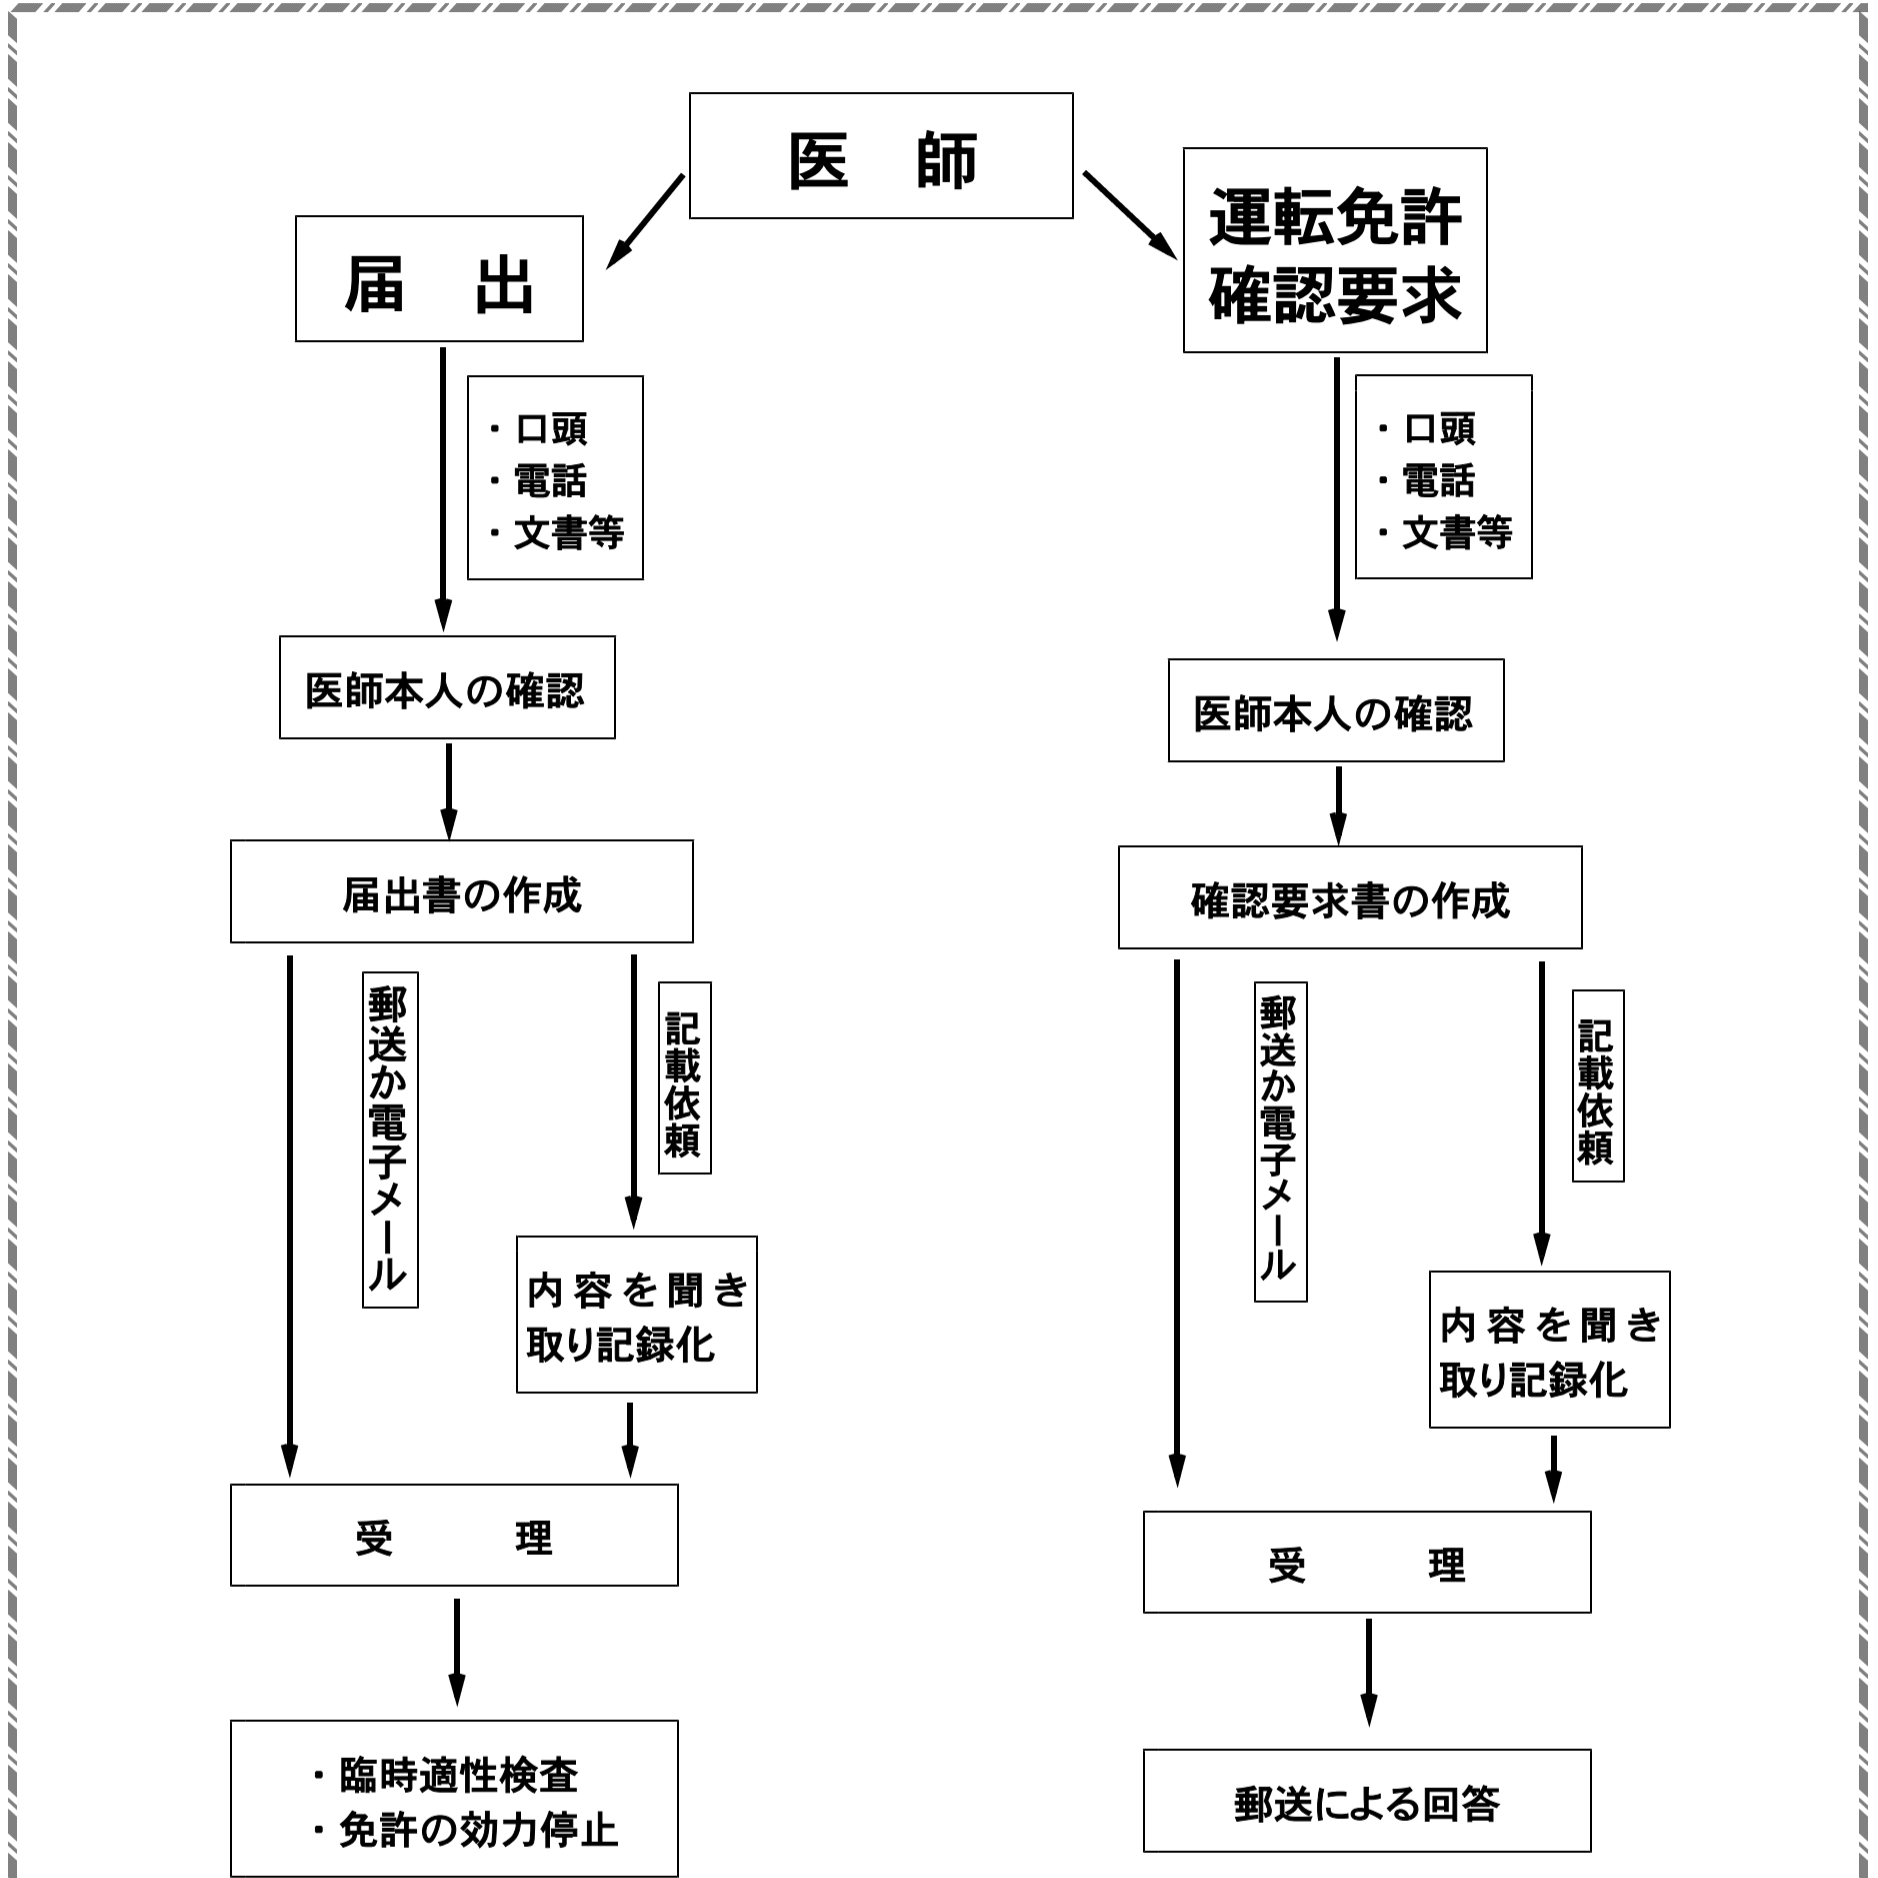 医　師
届　出
・口頭
・電話
・文書等
医師本人の確認
届出書の作成
郵送か電子メール
記載依頼
内容を聞き
取り記録化
受　理
・臨時適性検査
・免許の効力停止
運転免許
確認要求
・口頭
・電話
・文書等
医師本人の確認
確認要求書の作成
郵送か電子メール
記載依頼
内容を聞き
取り記録化
受　理
郵送による回答